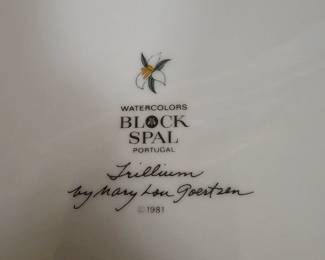 WATERCOLORS
BLOCK
SPAL
PORTUGAL
Trillium
by Mary Lou Goertzen
© 1981